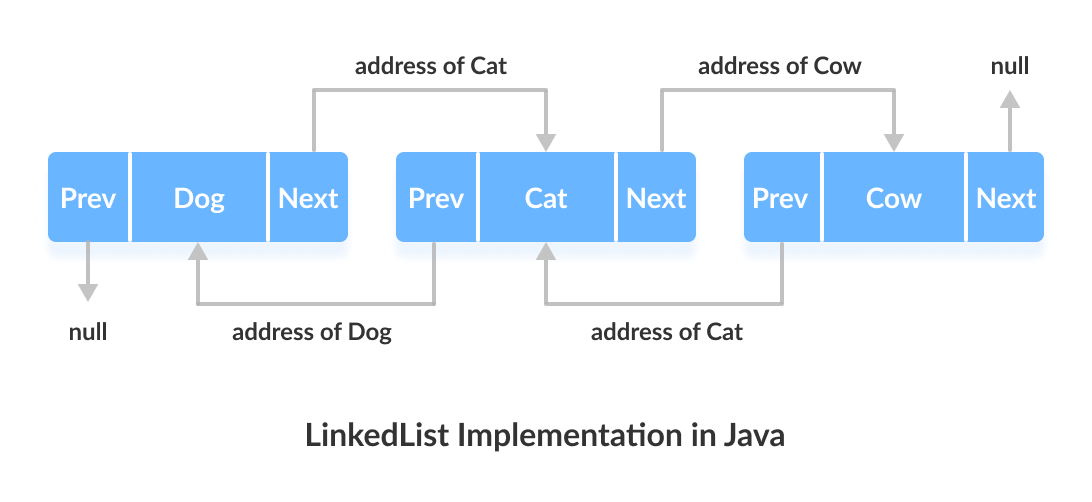 address of Cat
address of Cow
null
Prev Dog Next
Prev Cat Next
Prev Cow Next
null
address of Dog
address of Cat
LinkedList Implementation in Java